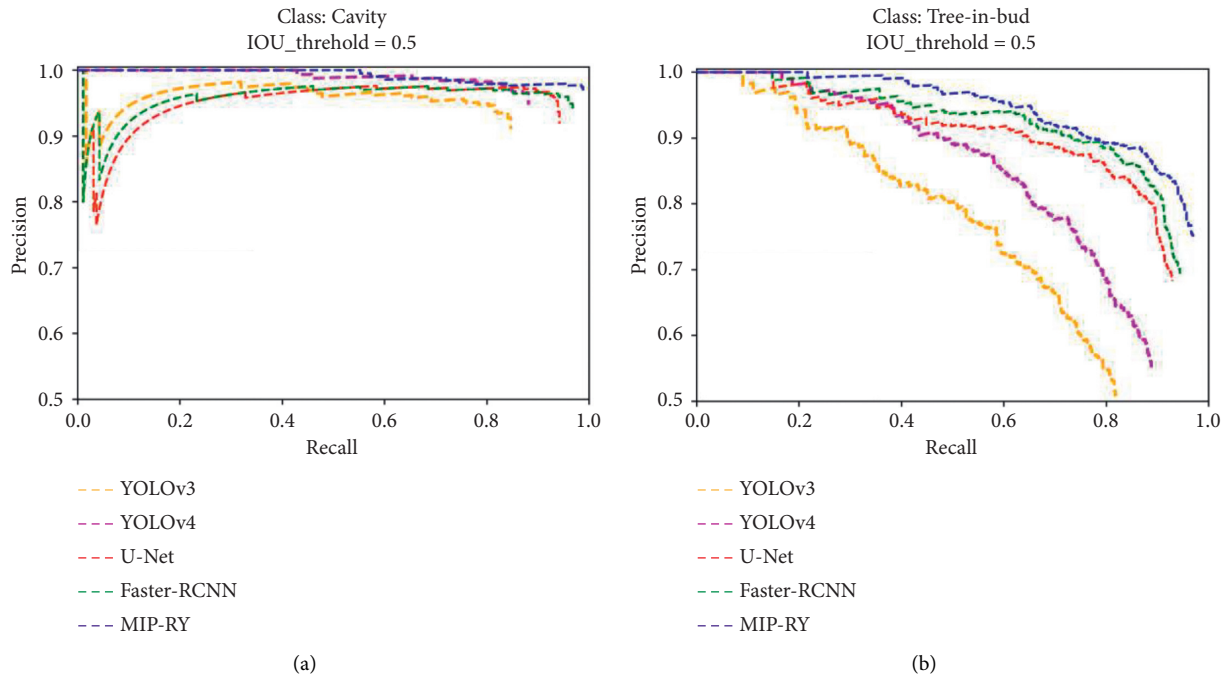 Class: Cavity
IOU_threhold = 0.5
1.0
0.9
0.8
0.7
0.6
0.5
Precision
0.0
0.2
0.4
0.6
0.8
1.0
Recall
YOLOv3
YOLOv4
U-Net
Faster-RCNN
MIP-RY
(a)
Class: Tree-in-bud
IOU_threhold = 0.5
1.0
0.9
0.8
0.7
0.6
0.5
Precision
0.0
0.2
0.4
0.6
0.8
1.0
Recall
YOLOv3
YOLOv4
U-Net
Faster-RCNN
MIP-RY
(b)